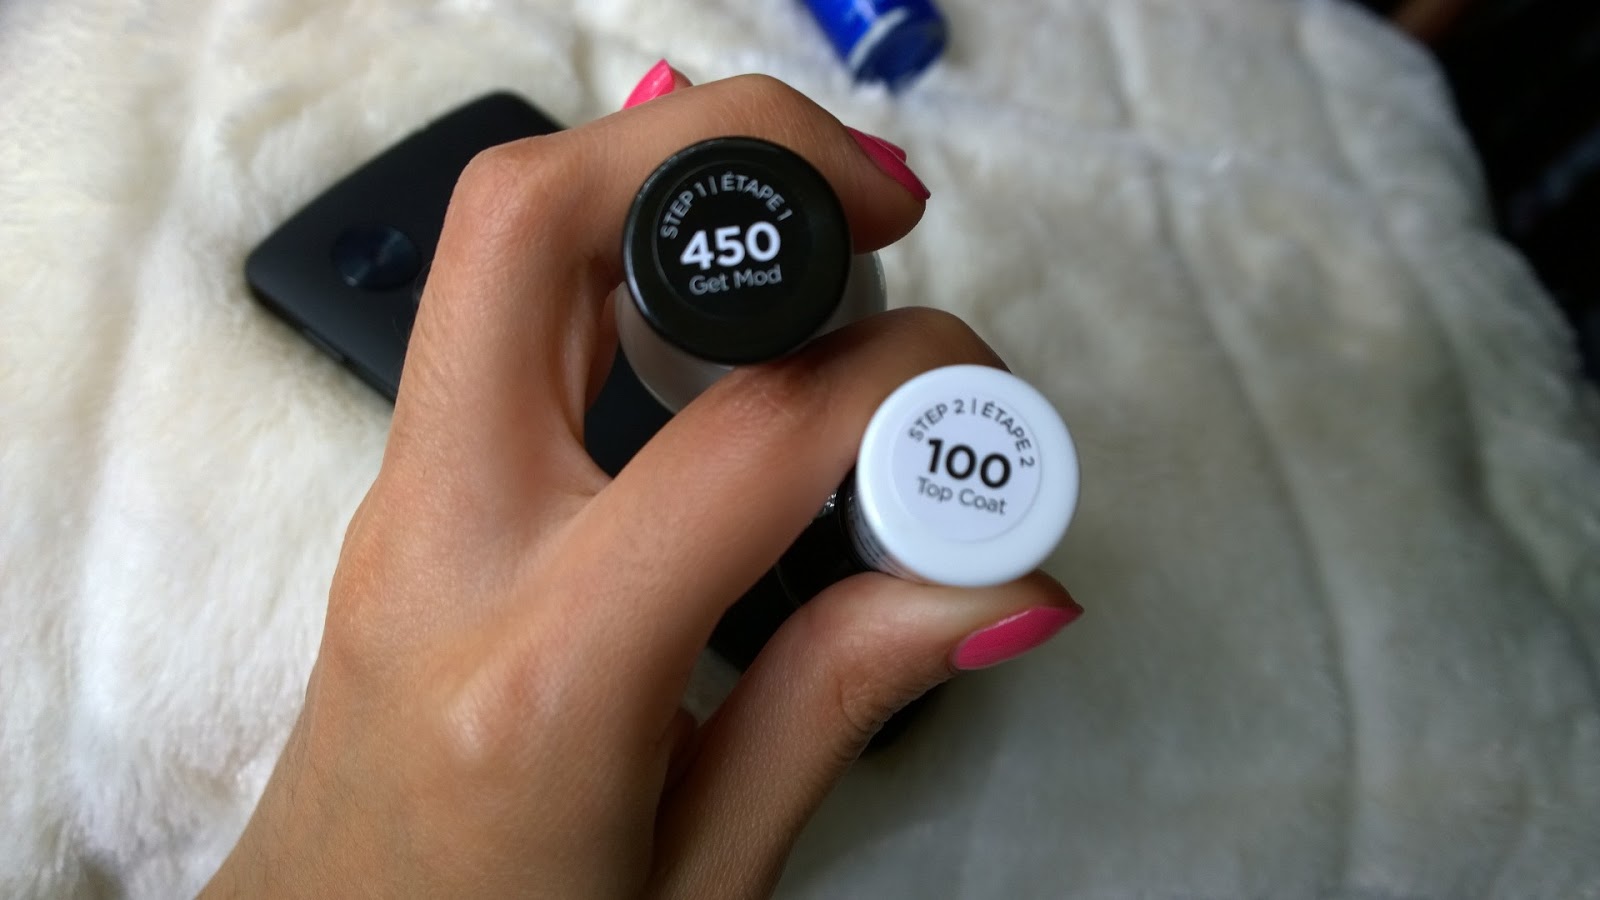 STEP 1 | ÉTAPE 1
450
Get Mod
STEP 2 | ÉTAPE 2
100
Top Coat